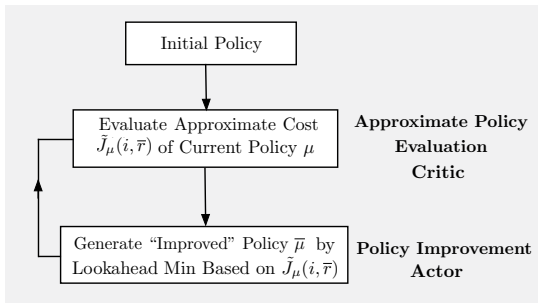 Initial Policy
Evaluate Approximate Cost
J̃μ(i, r̅) of Current Policy μ
Approximate Policy
Evaluation
Critic
Generate “Improved” Policy μ̅ by
Lookahead Min Based on J̃μ(i, r̅)
Policy Improvement
Actor